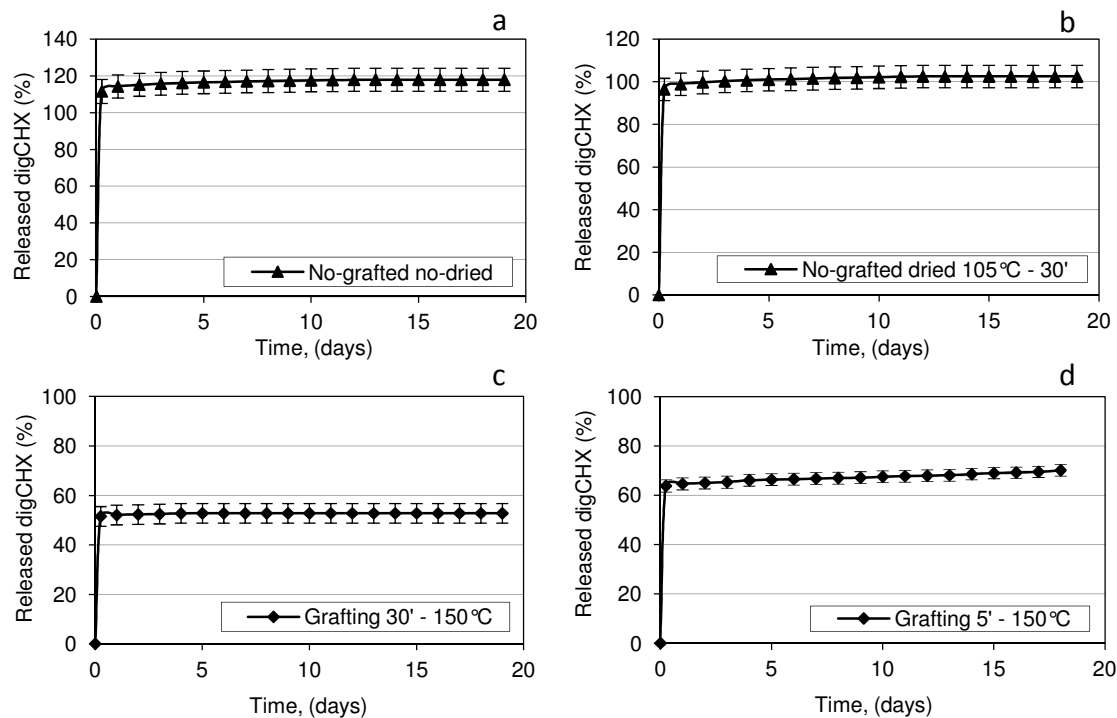 a
140
120
100
80
60
40
20
0
Released digCHX (%)
No-grafted no-dried
0 5 10 15 20
Time, (days)
b
120
100
80
60
40
20
0
Released digCHX (%)
No-grafted dried 105°C - 30'
0 5 10 15 20
Time, (days)
c
100
80
60
40
20
0
Released digCHX (%)
Grafting 30' - 150°C
0 5 10 15 20
Time, (days)
d
100
80
60
40
20
0
Released digCHX (%)
Grafting 5' - 150°C
0 5 10 15 20
Time, (days)